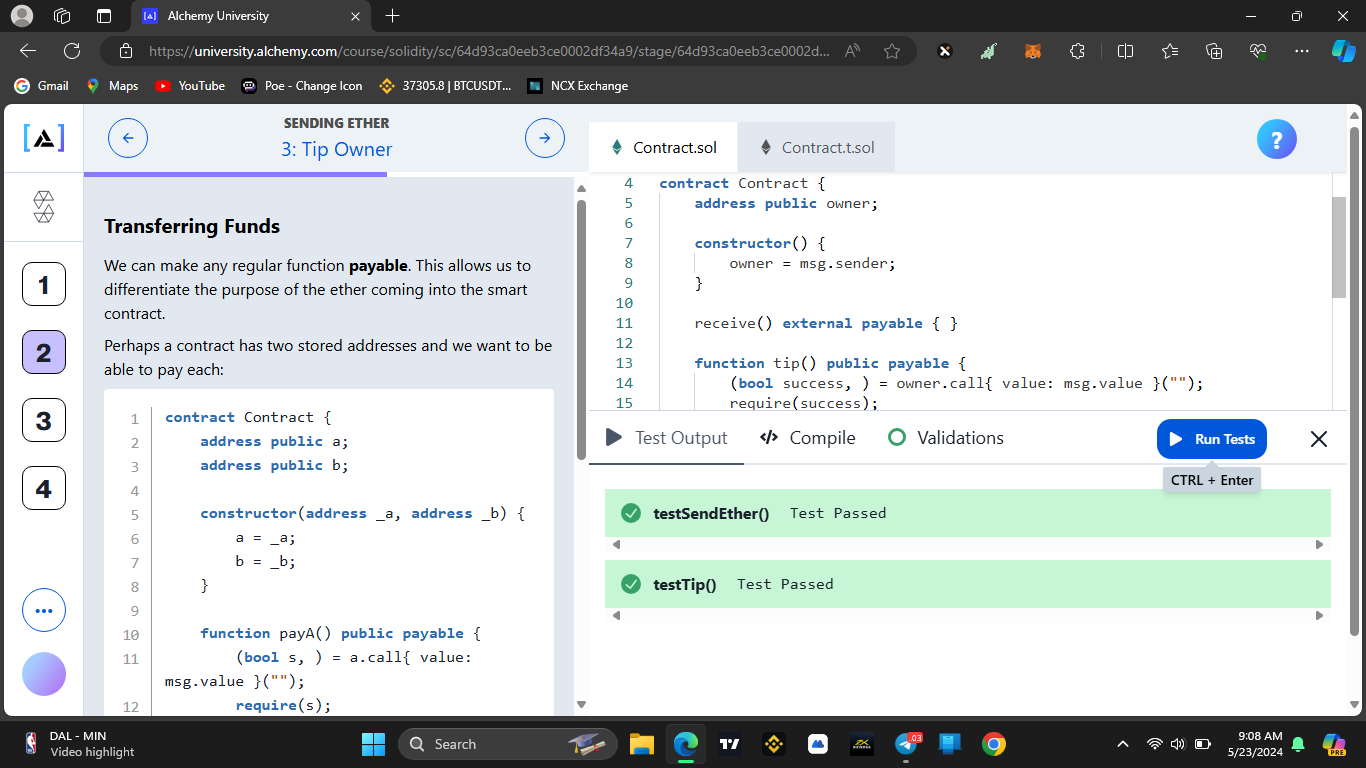 Alchemy University
https://university.alchemy.com/course/solidity/sc/64d93ca0eeb3ce0002df34a9/stage/64d93ca0eeb3ce0002d...
Gmail
Maps
YouTube
Poe - Change Icon
37305.8 | BTCUSDT...
NCX Exchange
SENDING ETHER
3: Tip Owner
1
2
3
4
Transferring Funds
We can make any regular function payable. This allows us to
differentiate the purpose of the ether coming into the smart
contract.
Perhaps a contract has two stored addresses and we want to be
able to pay each:
1 contract Contract {
2 address public a;
3 address public b;
4
5 constructor(address _a, address _b) {
6 a = _a;
7 b = _b;
8 }
9
10 function payA() public payable {
11 (bool s, ) = a.call{ value:
msg.value }("");
12 require(s);
Contract.sol
Contract.t.sol
?
4 contract Contract {
5 address public owner;
6
7 constructor() {
8 owner = msg.sender;
9 }
10
11 receive() external payable { }
12
13 function tip() public payable {
14 (bool success, ) = owner.call{ value: msg.value }("");
15 require(success);
Test Output
Compile
Validations
Run Tests
CTRL + Enter
testSendEther() Test Passed
testTip() Test Passed
DAL - MIN
Video highlight
Search
.03
9:08 AM
5/23/2024
PRE